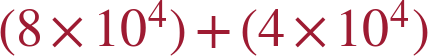 (8 × 10⁴) + (4 × 10⁴)